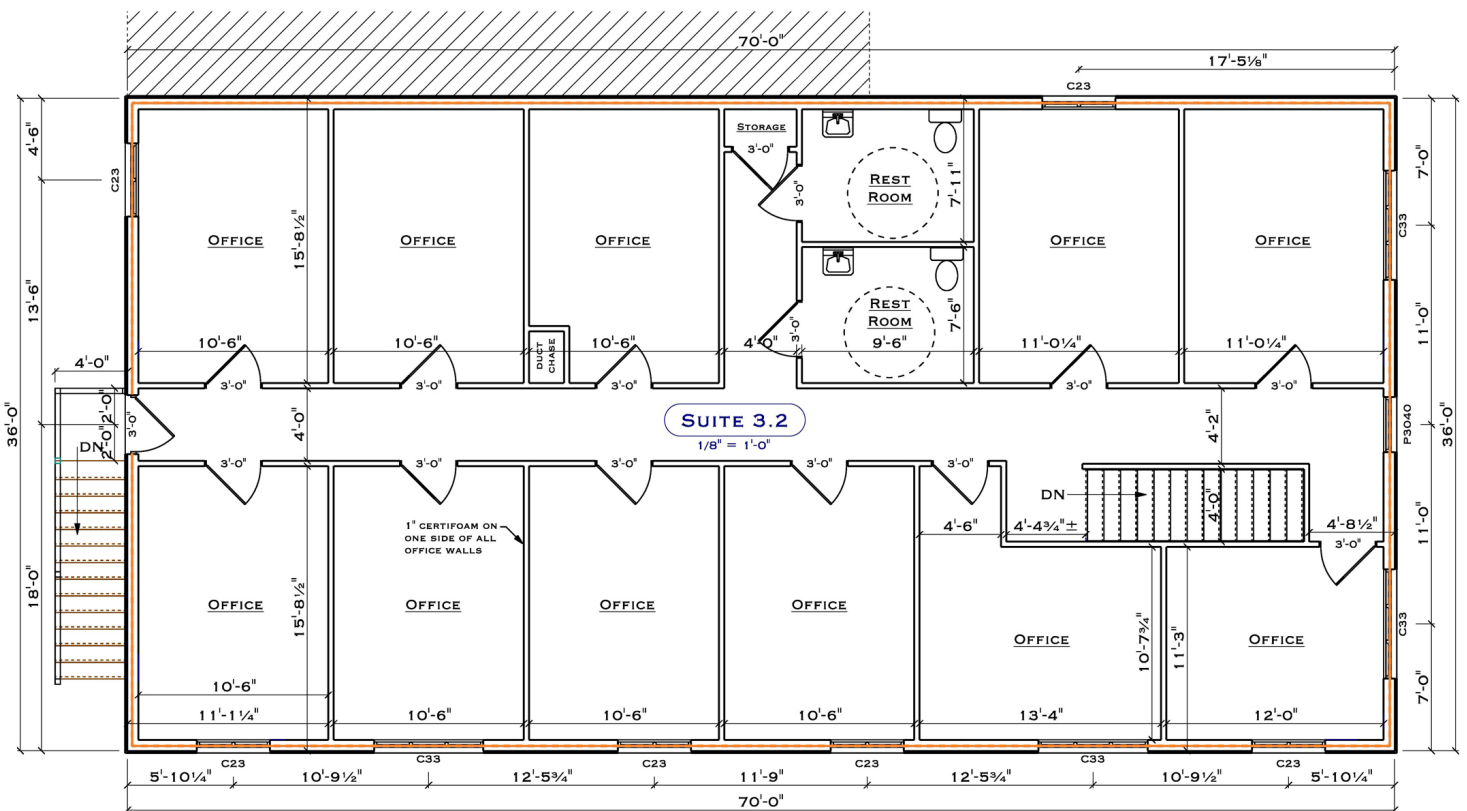 70'-0"
17'-5⅛"
C23
4'-6"
13'-6"
36'-0"
18'-0"
C23
STORAGE
3'-0"
3'-0"
REST
ROOM
7'-11"
7'-0"
C33
OFFICE
15'-8½"
OFFICE
OFFICE
OFFICE
OFFICE
REST
ROOM
7'-6"
3'-0"
11'-0"
10'-6"
10'-6"
DUCT
CHASE
10'-6"
4'-0"
9'-6"
11'-0¼"
11'-0¼"
4'-0"
3'-0"
3'-0"
3'-0"
3'-0"
3'-0"
2'-0"
2'-0"
3'-0"
DN
4'-0"
SUITE 3.2
1/8" = 1'-0"
4'-2"
P3040
36'-0"
3'-0"
3'-0"
3'-0"
3'-0"
3'-0"
DN
4'-0"
1" CERTIFOAM ON
ONE SIDE OF ALL
OFFICE WALLS
4'-6"
4'-4¾"±
4'-8½"
3'-0"
11'-0"
OFFICE
15'-8½"
OFFICE
OFFICE
OFFICE
OFFICE
10'-7¾"
11'-3"
OFFICE
C33
7'-0"
10'-6"
11'-1¼"
10'-6"
10'-6"
10'-6"
13'-4"
12'-0"
C23
C33
C23
C23
C33
C23
5'-10¼"
10'-9½"
12'-5¾"
11'-9"
12'-5¾"
10'-9½"
5'-10¼"
70'-0"